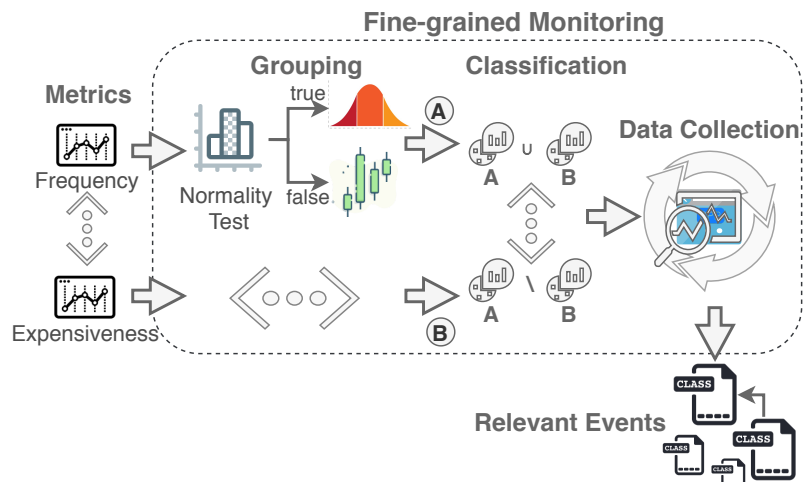 Fine-grained Monitoring
Metrics
Grouping
Classification
true
A
Data Collection
Frequency
Normality
Test
false
A ∪ B
Expensiveness
B
A \ B
Relevant Events
CLASS
CLASS
CLASS
CLASS